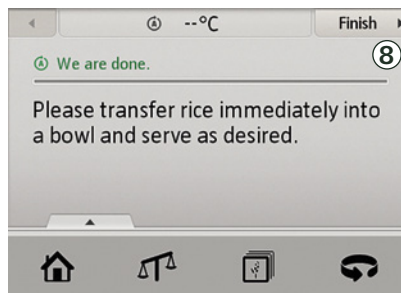 --°C
Finish
⑧
We are done.
Please transfer rice immediately into
a bowl and serve as desired.